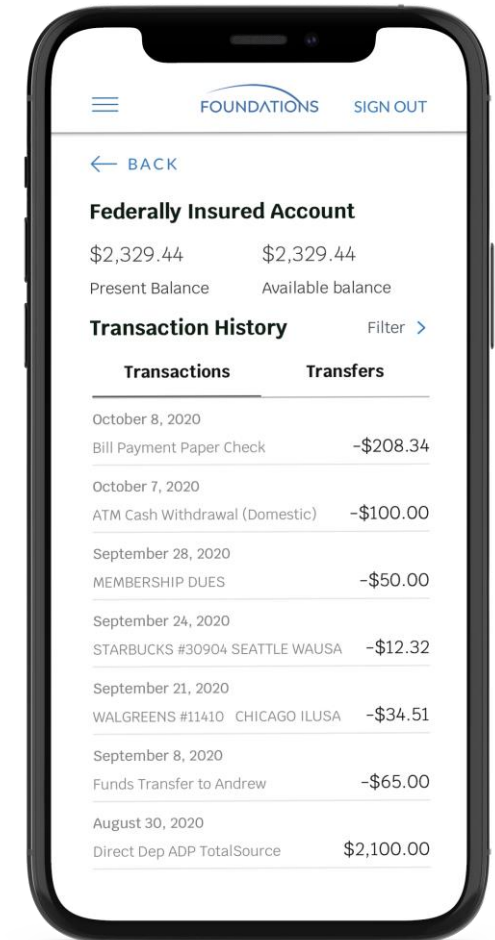 FOUNDATIONS SIGN OUT
← BACK
Federally Insured Account
$2,329.44 $2,329.44
Present Balance Available balance
Transaction History Filter >
Transactions Transfers
October 8, 2020
Bill Payment Paper Check -$208.34
October 7, 2020
ATM Cash Withdrawal (Domestic) -$100.00
September 28, 2020
MEMBERSHIP DUES -$50.00
September 24, 2020
STARBUCKS #30904 SEATTLE WAUSA -$12.32
September 21, 2020
WALGREENS #11410 CHICAGO ILUSA -$34.51
September 8, 2020
Funds Transfer to Andrew -$65.00
August 30, 2020
Direct Dep ADP TotalSource $2,100.00